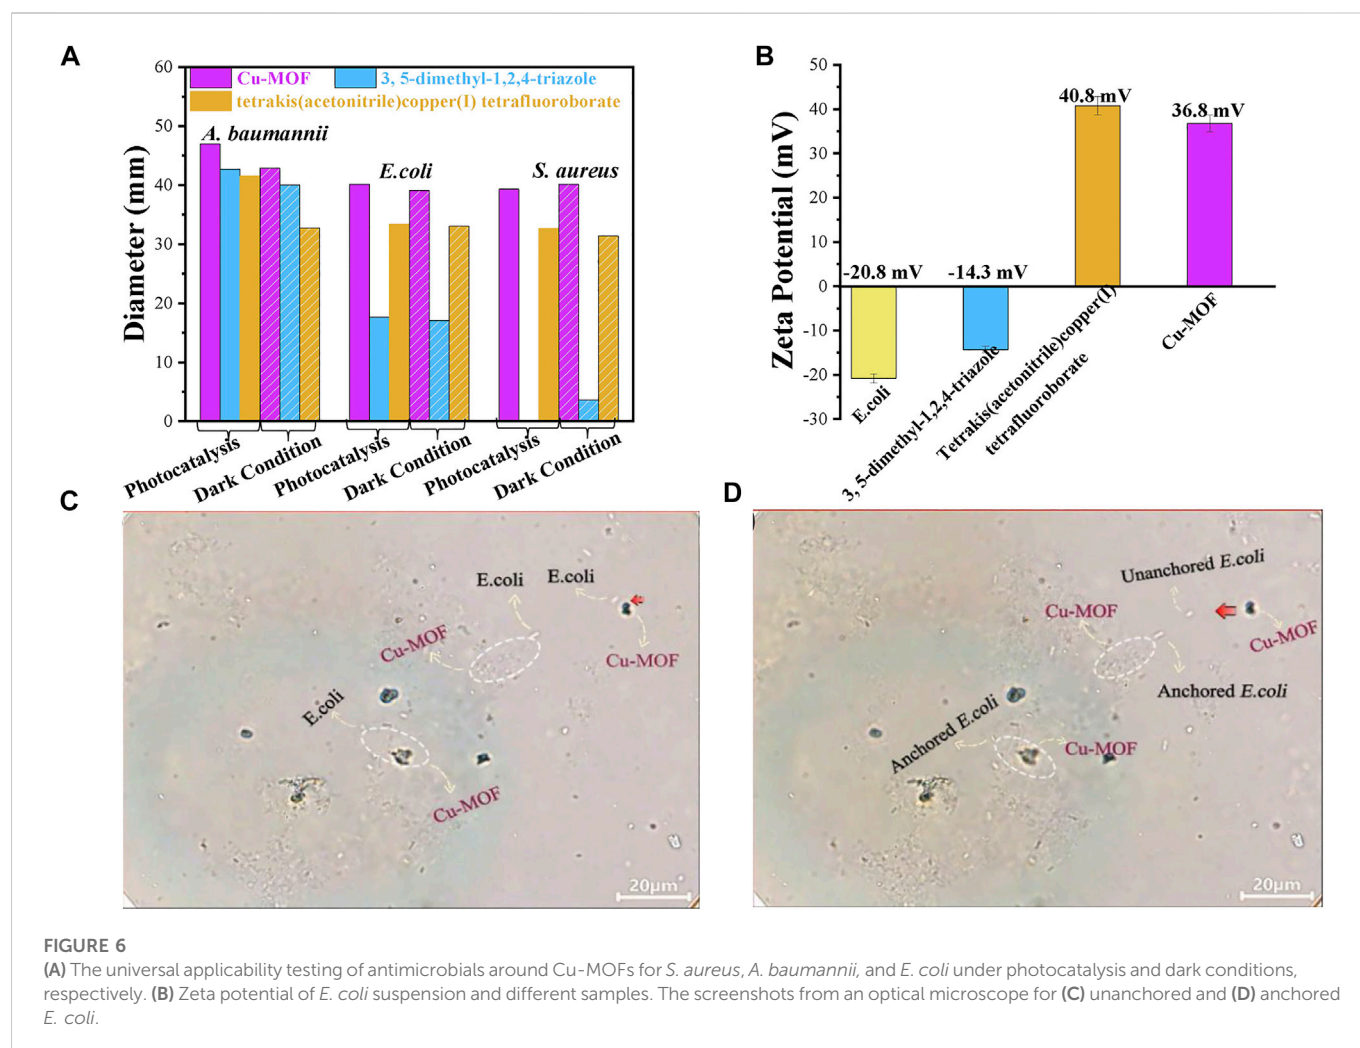 A
60
50
40
30
20
10
0
Diameter (mm)
Cu-MOF
3, 5-dimethyl-1,2,4-triazole
tetrakis(acetonitrile)copper(I) tetrafluoroborate
A. baumannii
E.coli
S. aureus
Photocatalysis
Dark Condition
Photocatalysis
Dark Condition
Photocatalysis
Dark Condition
B
50
40
30
20
10
0
-10
-20
-30
Zeta Potential (mV)
-20.8 mV
-14.3 mV
40.8 mV
36.8 mV
E.coli
3, 5-dimethyl-1,2,4-triazole
Tetrakis(acetonitrile)copper(I)
tetrafluoroborate
Cu-MOF
C
E.coli
E.coli
Cu-MOF
Cu-MOF
E.coli
Cu-MOF
20μm
D
Unanchored E.coli
Cu-MOF
Cu-MOF
Anchored E.coli
Anchored E.coli
Cu-MOF
20μm
FIGURE 6
(A) The universal applicability testing of antimicrobials around Cu-MOFs for S. aureus, A. baumannii, and E. coli under photocatalysis and dark conditions,
respectively. (B) Zeta potential of E. coli suspension and different samples. The screenshots from an optical microscope for (C) unanchored and (D) anchored
E. coli.